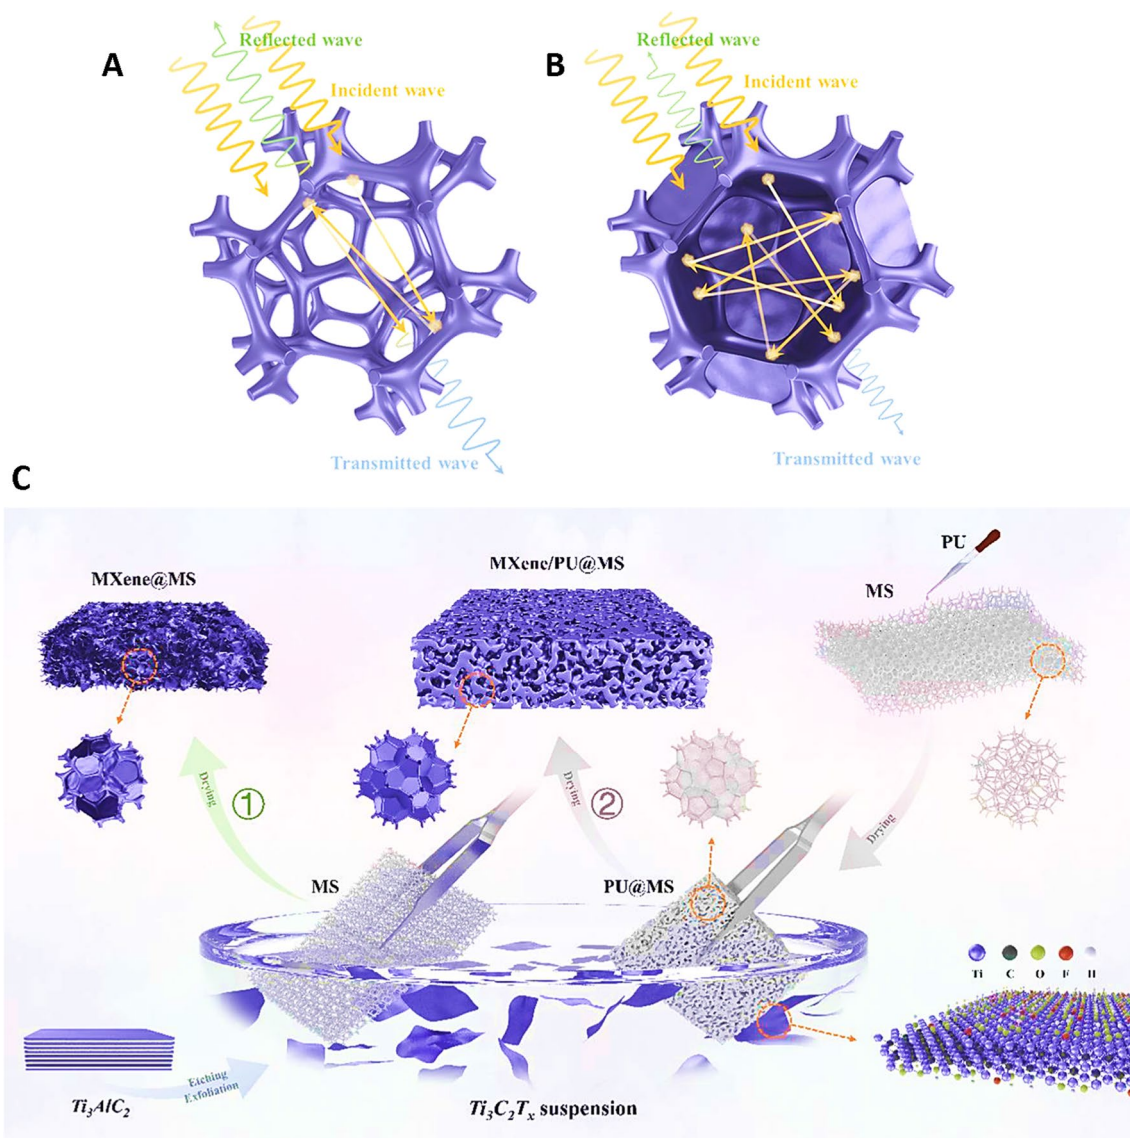 A
Reflected wave
Incident wave
Transmitted wave
B
Reflected wave
Incident wave
Transmitted wave
C
MXene@MS
MXene/PU@MS
PU
MS
Drying
①
Drying
②
Drying
MS
PU@MS
Ti C O F H
Etching
Exfoliation
Ti₃AlC₂
Ti₃C₂Tₓ suspension